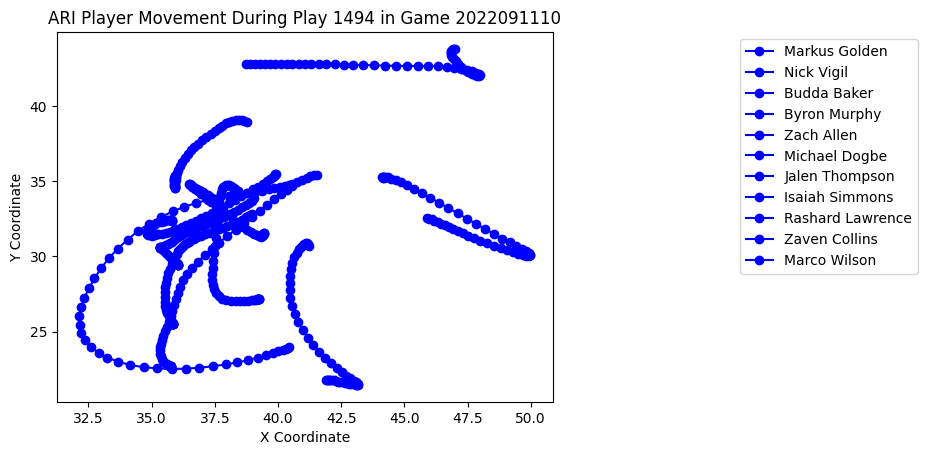 ARI Player Movement During Play 1494 in Game 2022091110
Markus Golden
Nick Vigil
Budda Baker
Byron Murphy
Zach Allen
Michael Dogbe
Jalen Thompson
Isaiah Simmons
Rashard Lawrence
Zaven Collins
Marco Wilson
Y Coordinate
40
35
30
25
32.5 35.0 37.5 40.0 42.5 45.0 47.5 50.0
X Coordinate